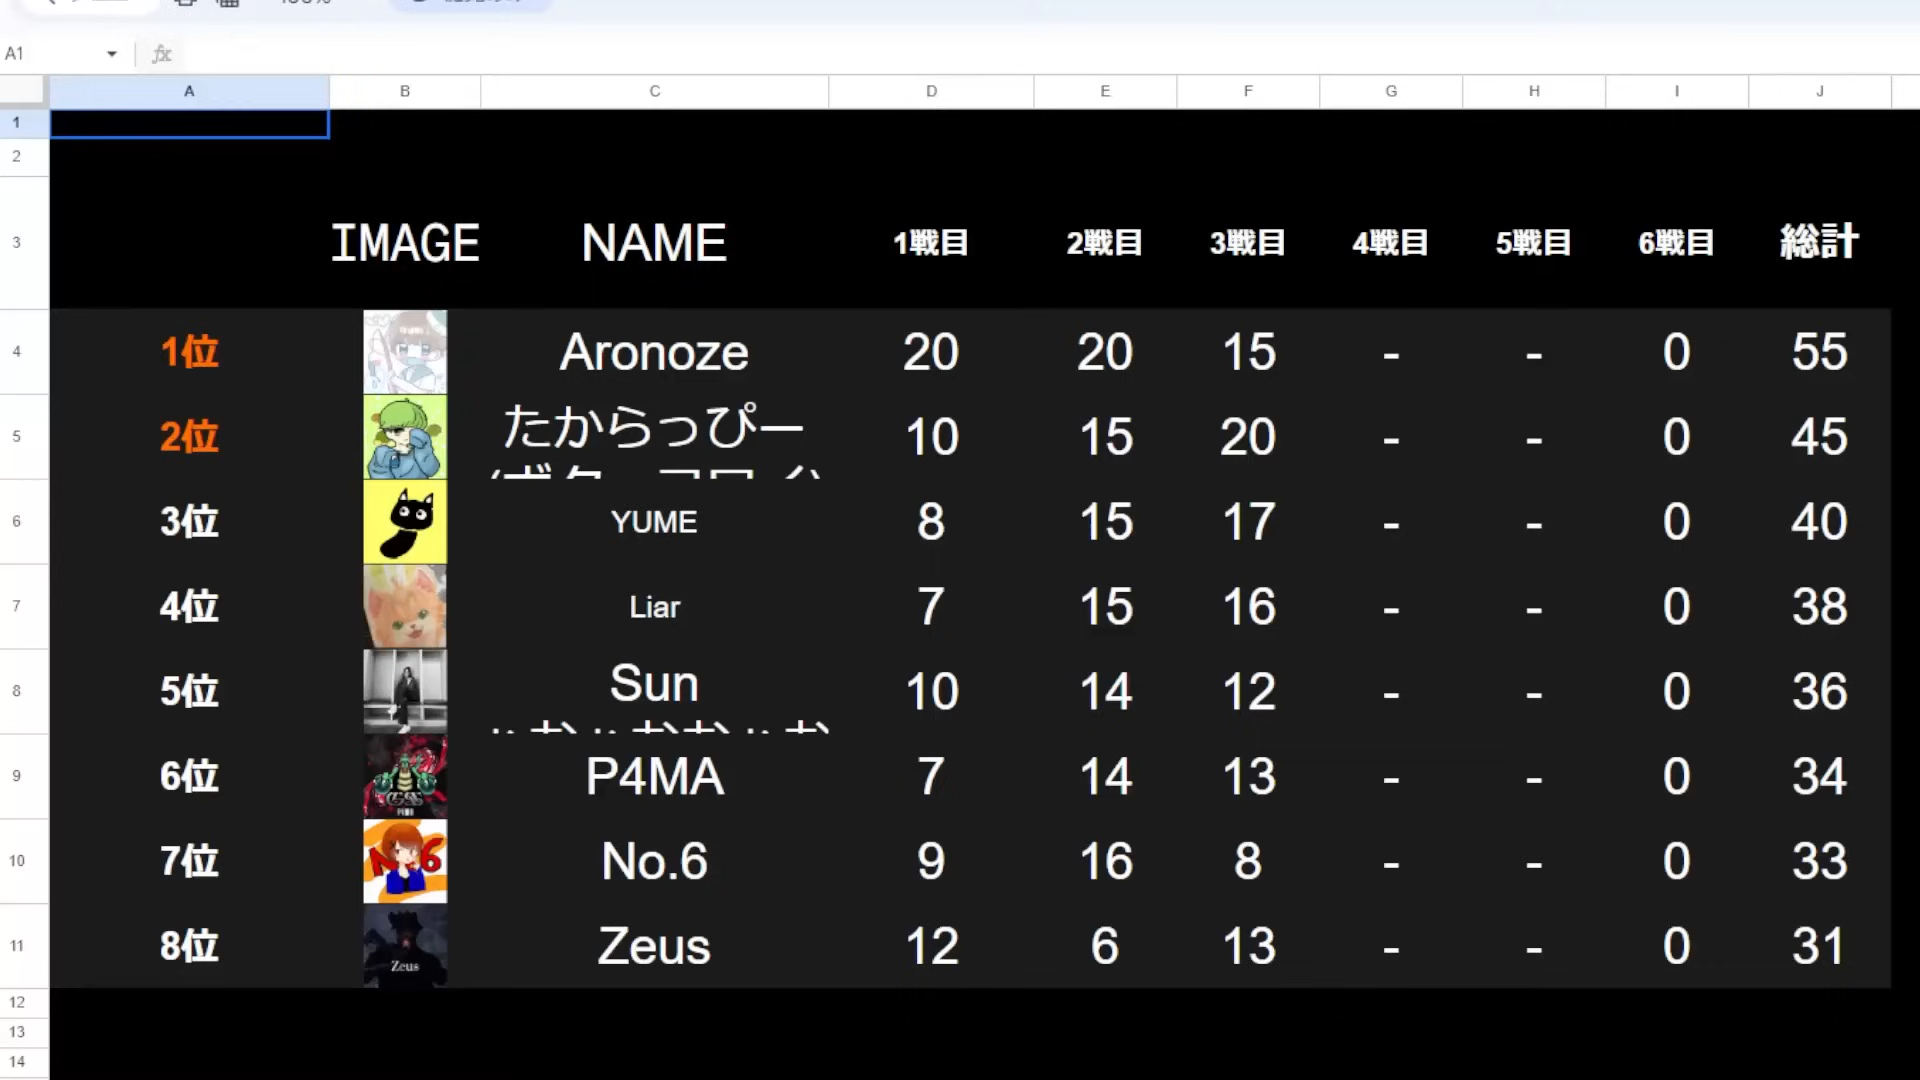 A1 fx
A B C D E F G H I J
1
2
3 IMAGE NAME 1戦目 2戦目 3戦目 4戦目 5戦目 6戦目 総計
4 1位 Aronoze 20 20 15 - - 0 55
5 2位 たからっぴー 10 15 20 - - 0 45
6 3位 YUME 8 15 17 - - 0 40
7 4位 Liar 7 15 16 - - 0 38
8 5位 Sun 10 14 12 - - 0 36
9 6位 P4MA 7 14 13 - - 0 34
10 7位 No.6 9 16 8 - - 0 33
11 8位 Zeus Zeus 12 6 13 - - 0 31
12
13
14